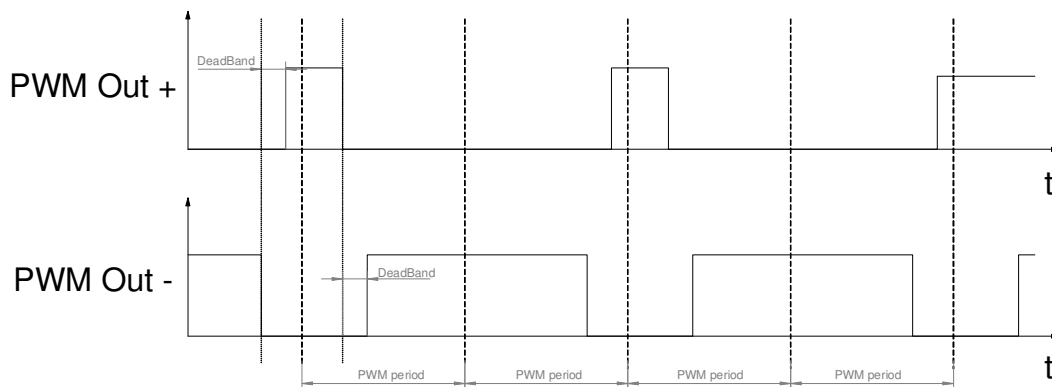 DeadBand
PWM Out +
t
PWM Out -
DeadBand
t
PWM period
PWM period
PWM period
PWM period